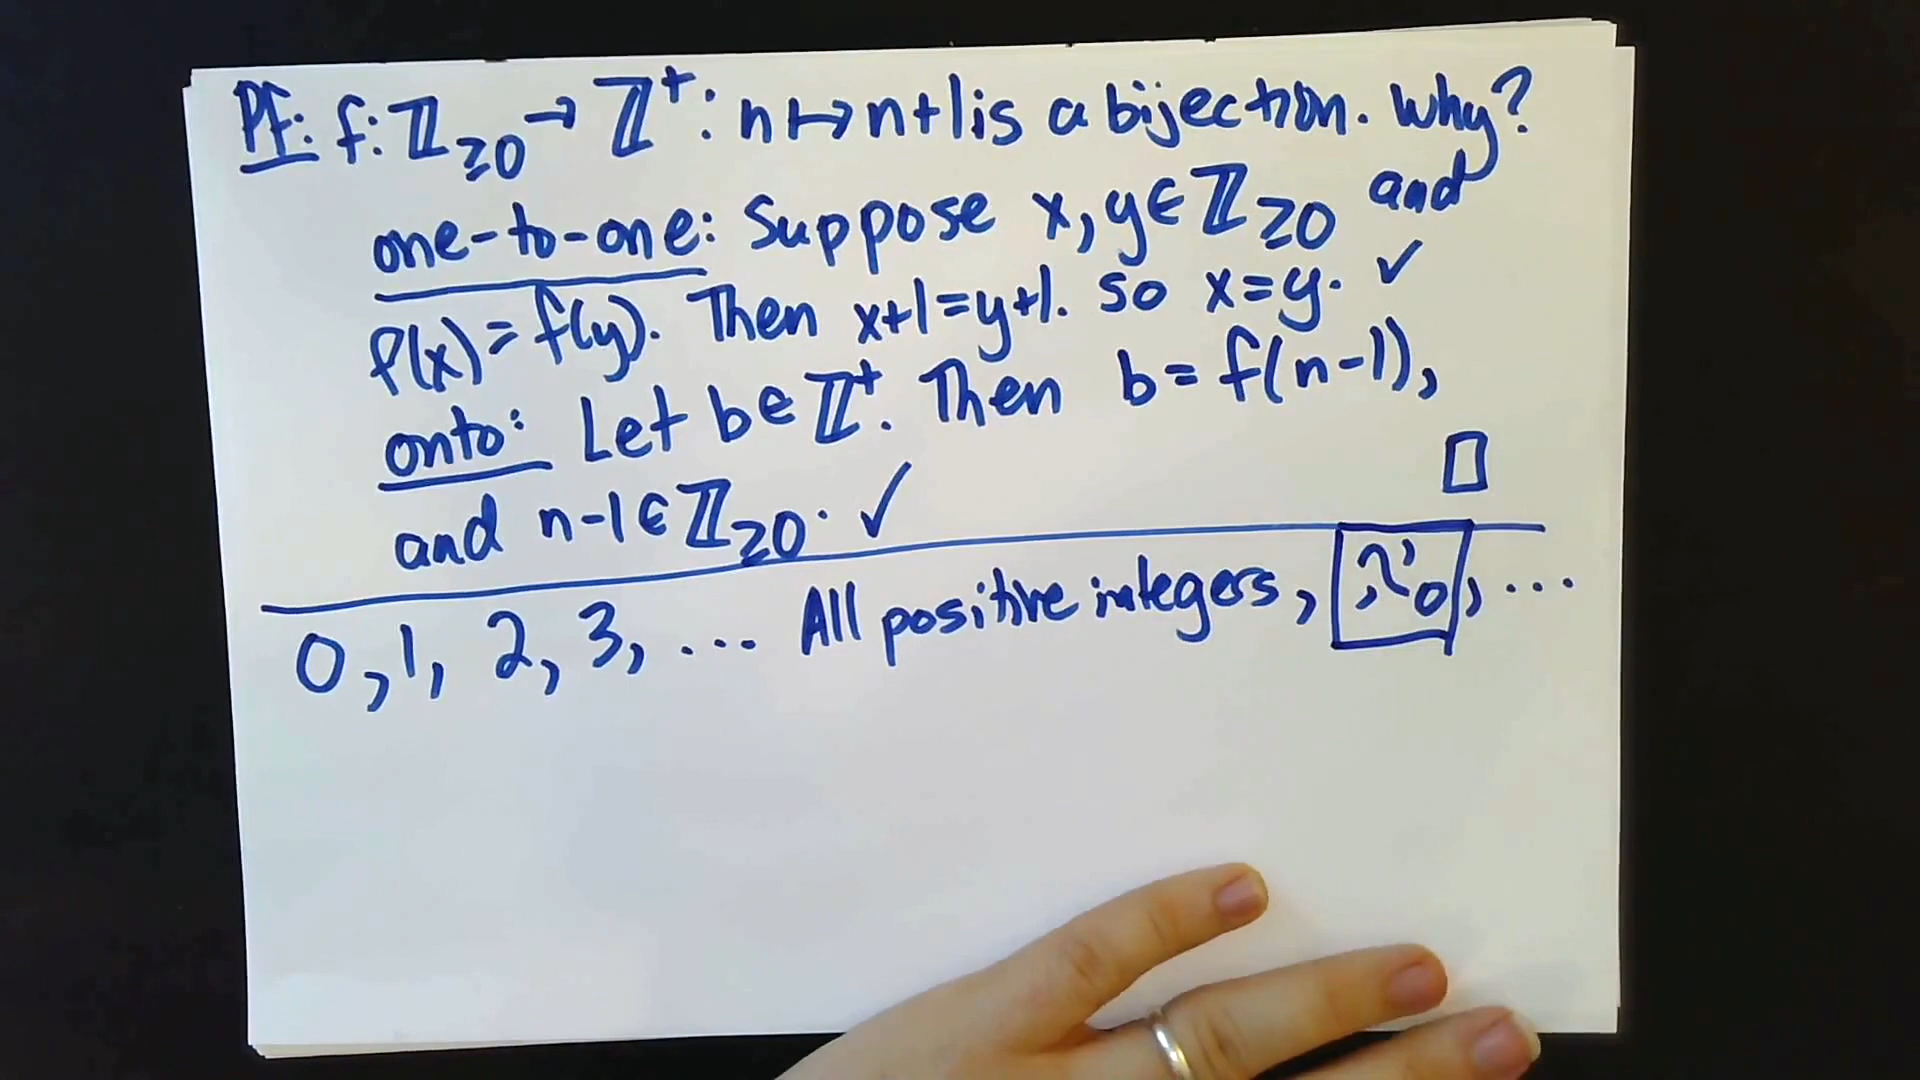 Pf: f: ℤ≥0 → ℤ⁺: n ↦ n+1 is a bijection. Why?
one-to-one: Suppose x, y ∈ ℤ≥0 and
f(x) = f(y). Then x+1 = y+1. So x = y. ✓
onto: Let b ∈ ℤ⁺. Then b = f(n-1),
and n-1 ∈ ℤ≥0. ✓ □
0, 1, 2, 3, ... All positive integers, ℵ₀, ...